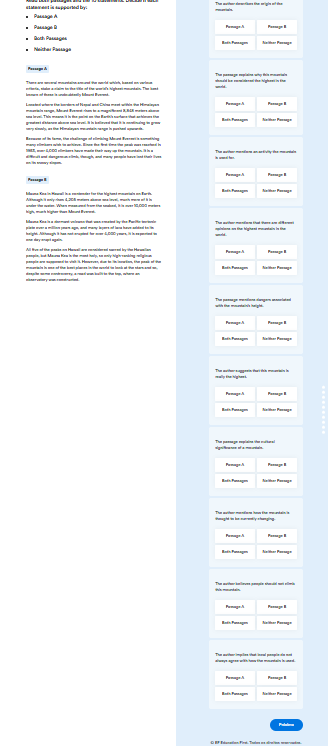 Read both passages and the 10 statements. Decide if each
statement is supported by:
Passage A
Passage B
Both Passages
Neither Passage
Passage A
There are several mountains around the world which, based on various
criteria, stake a claim to the title of the world's highest mountain. The best
known of these is undoubtedly Mount Everest.
Located where the borders of Nepal and China meet within the Himalayan
mountain range, Mount Everest rises to a magnificent 8,848 meters above
sea level. This means it is the point on the Earth's surface that achieves the
greatest distance above sea level. It is believed that it is continuing to grow
very slowly, as the Himalayan mountain range is pushed upwards.
Because of its fame, the challenge of climbing Mount Everest is something
many climbers wish to achieve. Since the first time the peak was reached in
1953, over 4,000 climbers have made their way up the mountain. It is a
difficult and dangerous climb, though, and many people have lost their lives
on its snowy slopes.
Passage B
Mauna Kea in Hawaii is a contender for the highest mountain on Earth.
Although it only rises 4,205 meters above sea level, much more of it is
under the water. When measured from the seabed, it is over 10,000 meters
high, much higher than Mount Everest.
Mauna Kea is a dormant volcano that was created by the Pacific tectonic
plate over a million years ago, and many layers of lava have added to its
height. Although it has not erupted for over 4,000 years, it is expected to
one day erupt again.
All five of the peaks on Hawaii are considered sacred by the Hawaiian
people, but Mauna Kea is the most holy, so only high ranking religious
people are supposed to visit it. However, due to its location, the peak of the
mountain is one of the best places in the world to look at the stars and so,
despite some controversy, a road was built to the top, where an
observatory was constructed.
The author describes the origin of the
mountain.
Passage A
Passage B
Both Passages
Neither Passage
The passage explains why this mountain
should be considered the highest in the
world.
Passage A
Passage B
Both Passages
Neither Passage
The author mentions an activity the mountain
is used for.
Passage A
Passage B
Both Passages
Neither Passage
The author mentions that there are different
opinions on the highest mountain in the
world.
Passage A
Passage B
Both Passages
Neither Passage
The passage mentions dangers associated
with the mountain's height.
Passage A
Passage B
Both Passages
Neither Passage
The author suggests that this mountain is
really the highest.
Passage A
Passage B
Both Passages
Neither Passage
The passage explains the cultural
significance of a mountain.
Passage A
Passage B
Both Passages
Neither Passage
The author mentions how the mountain is
thought to be currently changing.
Passage A
Passage B
Both Passages
Neither Passage
The author believes people should not climb
this mountain.
Passage A
Passage B
Both Passages
Neither Passage
The author implies that local people do not
always agree with how the mountain is used.
Passage A
Passage B
Both Passages
Neither Passage
Próximo
© EF Education First. Todos os direitos reservados.